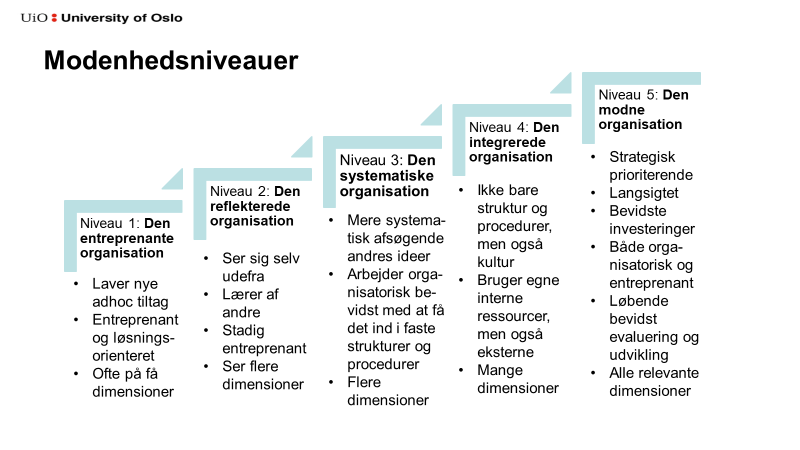 UiO University of Oslo
Modenhedsniveauer
Niveau 1: Den
entreprenante
organisation
• Laver nye
adhoc tiltag
• Entreprenant
og løsnings-
orienteret
• Ofte på få
dimensioner
Niveau 2: Den
reflekterede
organisation
• Ser sig selv
udefra
• Lærer af
andre
• Stadig
entreprenant
• Ser flere
dimensioner
Niveau 3: Den
systematiske
organisation
• Mere systema-
tisk afsøgende
andres ideer
• Arbejder orga-
nisatorisk be-
vidst med at få
det ind i faste
strukturer og
procedurer
• Flere
dimensioner
Niveau 4: Den
integrerede
organisation
• Ikke bare
struktur og
procedurer,
men også
kultur
• Bruger egne
interne
ressourcer,
men også
eksterne
• Mange
dimensioner
Niveau 5: Den
modne
organisation
• Strategisk
prioriterende
• Langsigtet
• Bevidste
investeringer
• Både orga-
nisatorisk og
entreprenant
• Løbende
bevidst
evaluering og
udvikling
• Alle relevante
dimensioner